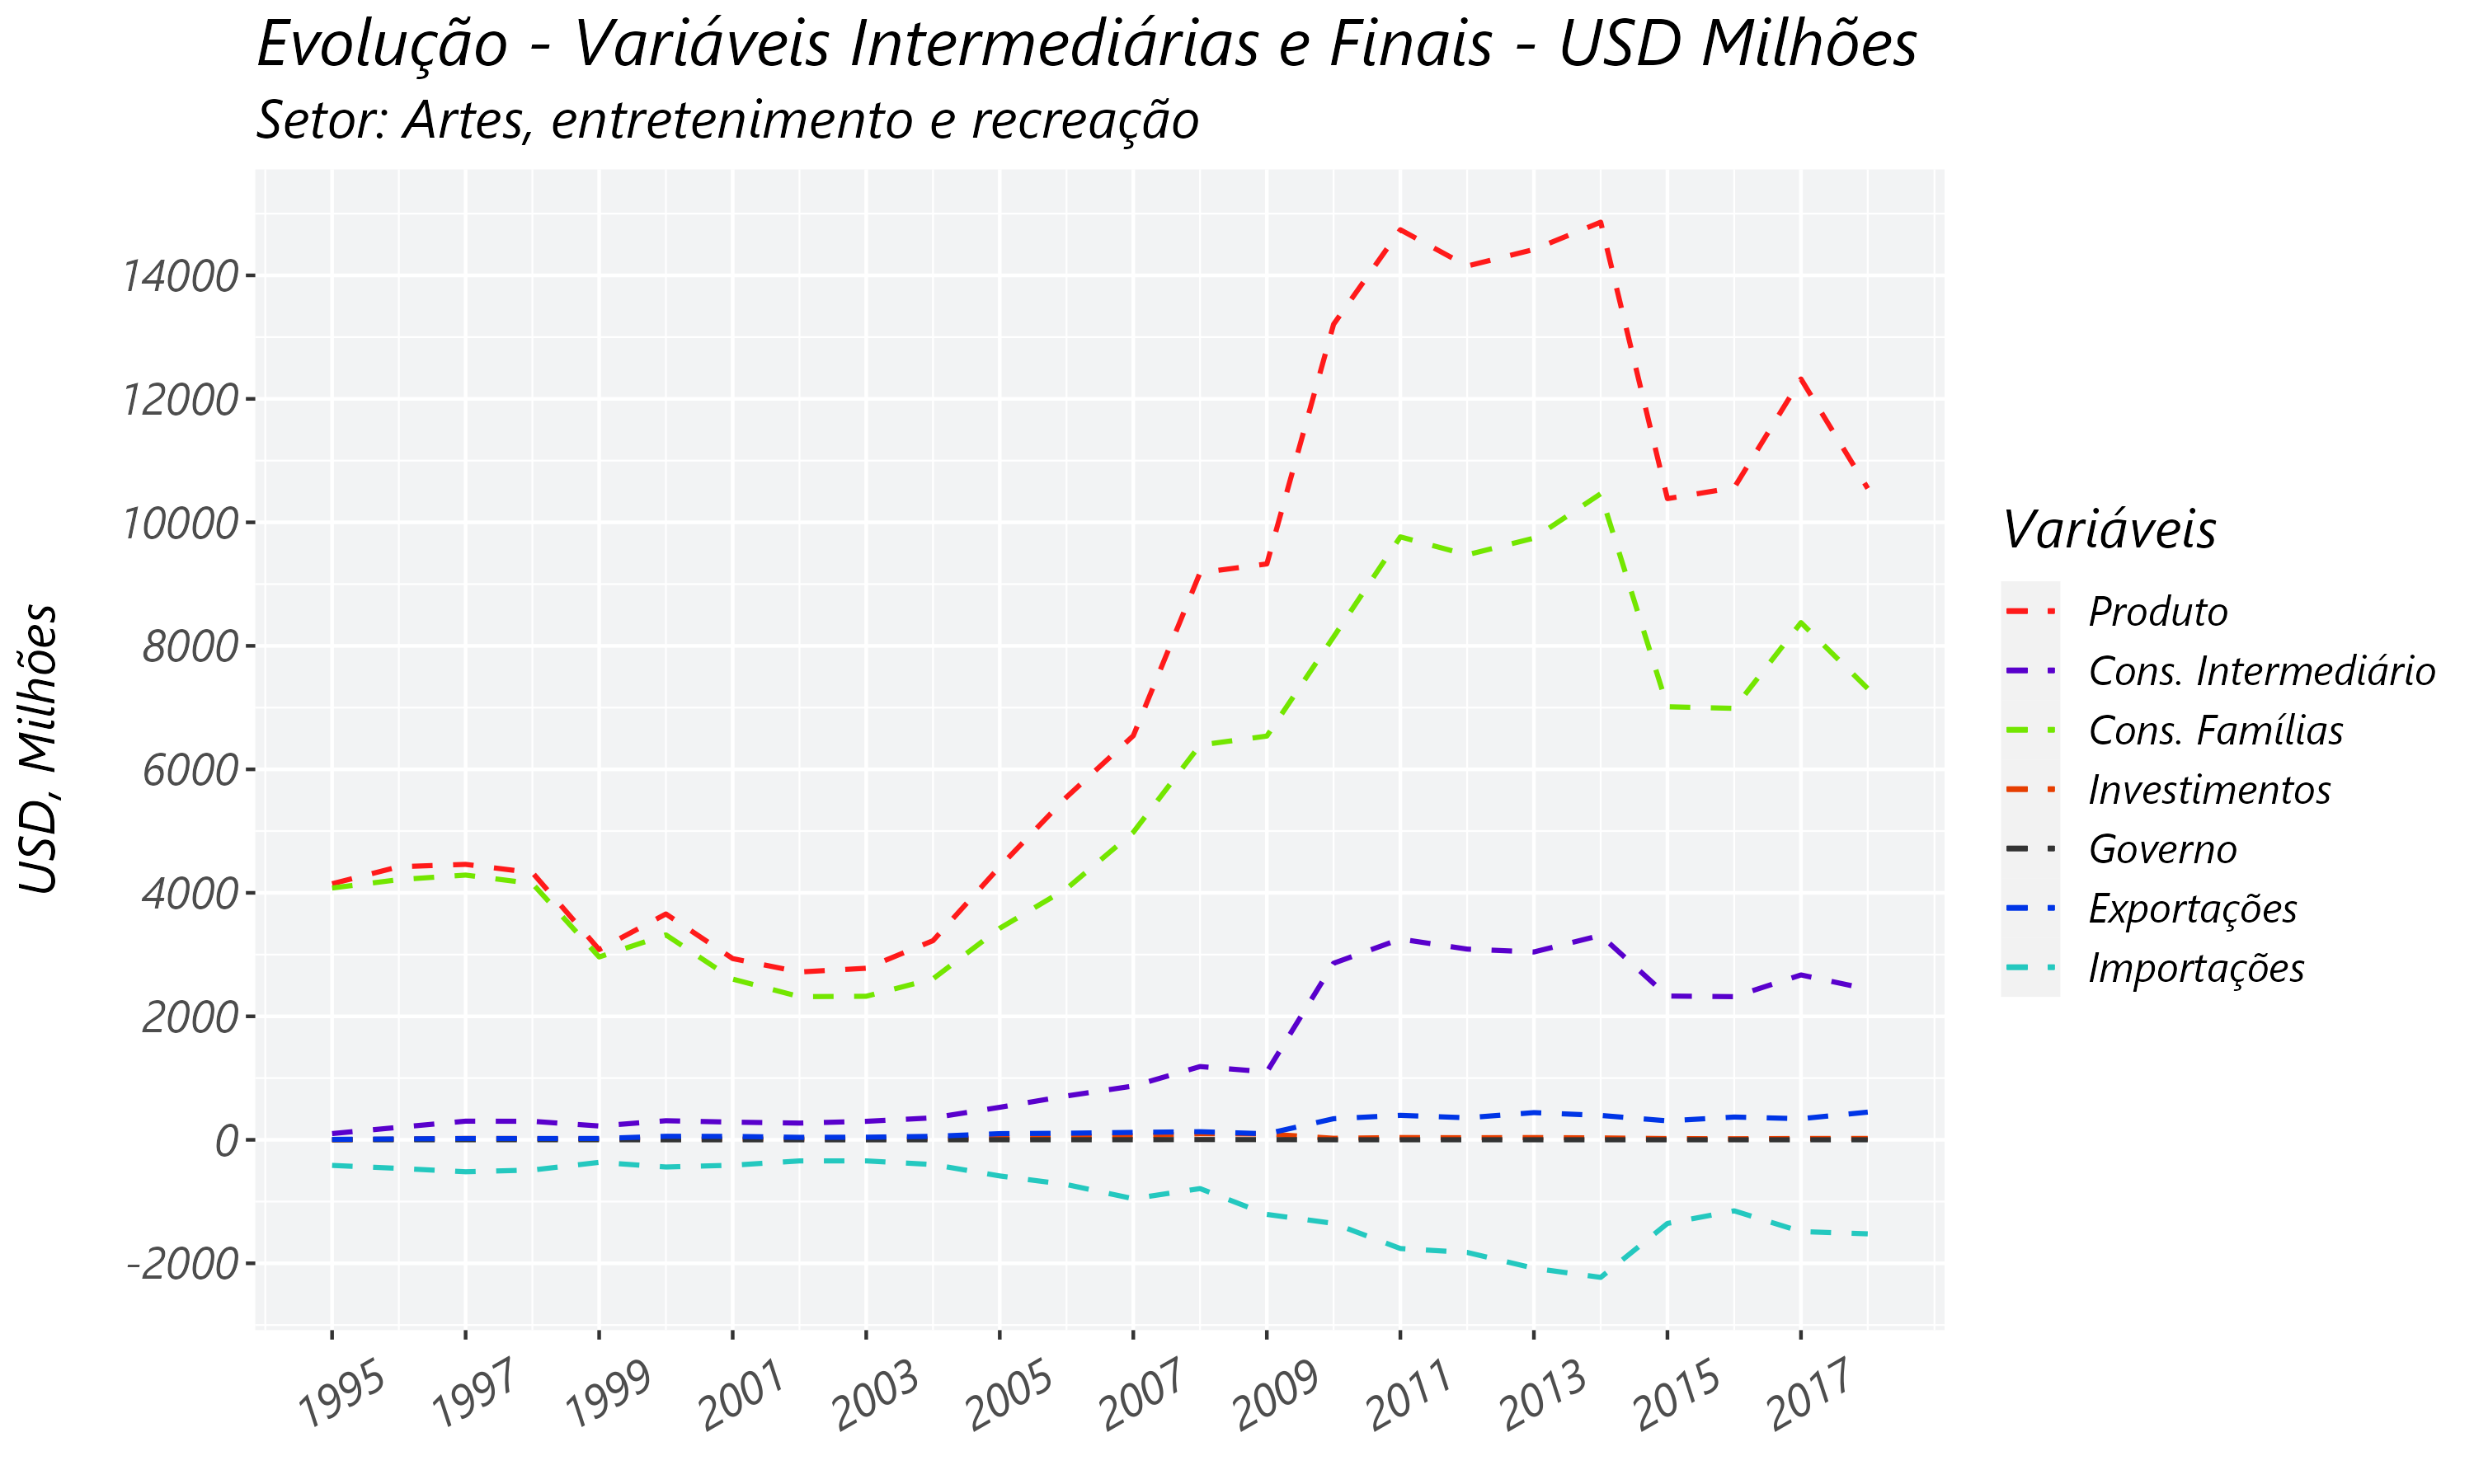 Evolução - Variáveis Intermediárias e Finais - USD Milhões
Setor: Artes, entretenimento e recreação
USD, Milhões
14000
12000
10000
8000
6000
4000
2000
0
-2000
1995
1997
1999
2001
2003
2005
2007
2009
2011
2013
2015
2017
Variáveis
Produto
Cons. Intermediário
Cons. Famílias
Investimentos
Governo
Exportações
Importações